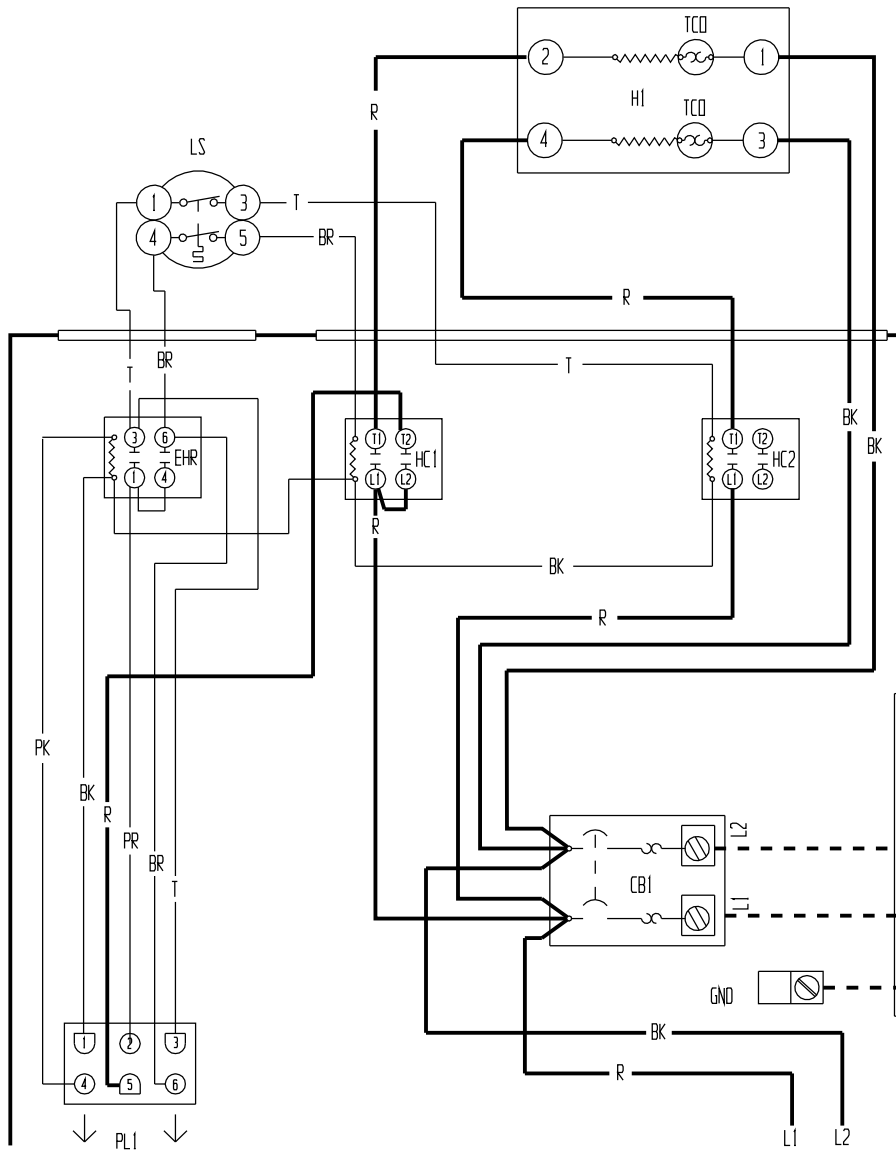 TCO
2 1
R
H1
TCO
4 3
LS
1 3 T
4 5 BR
R
BR
T
T
BK
BK
3 6
EHR
1 4
T1 T2
HC1
L1 L2
T1 T2
HC2
L1 L2
R
BK
R
PK
BK
R
PR
BR
T
L2
CB1
L1
GND
1 2 3
4 5 6
BK
R
PL1
L1 L2